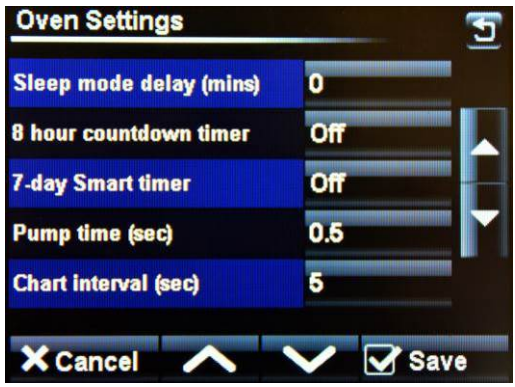 Oven Settings
Sleep mode delay (mins) 0
8 hour countdown timer Off
7-day Smart timer Off
Pump time (sec) 0.5
Chart interval (sec) 5
Cancel Save